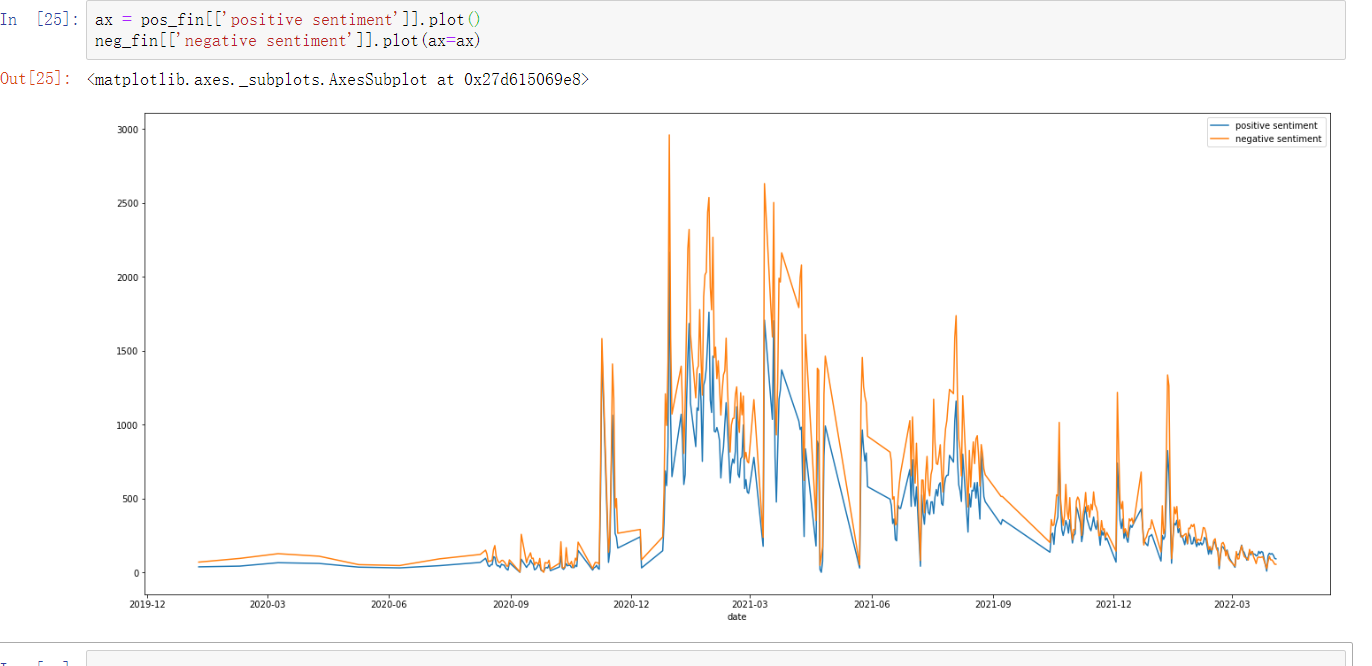 In [25]: ax = pos_fin[['positive sentiment']].plot()
neg_fin[['negative sentiment']].plot(ax=ax)
Out[25]: <matplotlib.axes._subplots.AxesSubplot at 0x27d615069e8>
positive sentiment
negative sentiment
3000
2500
2000
1500
1000
500
0
2019-12 2020-03 2020-06 2020-09 2020-12 2021-03 2021-06 2021-09 2021-12 2022-03
date